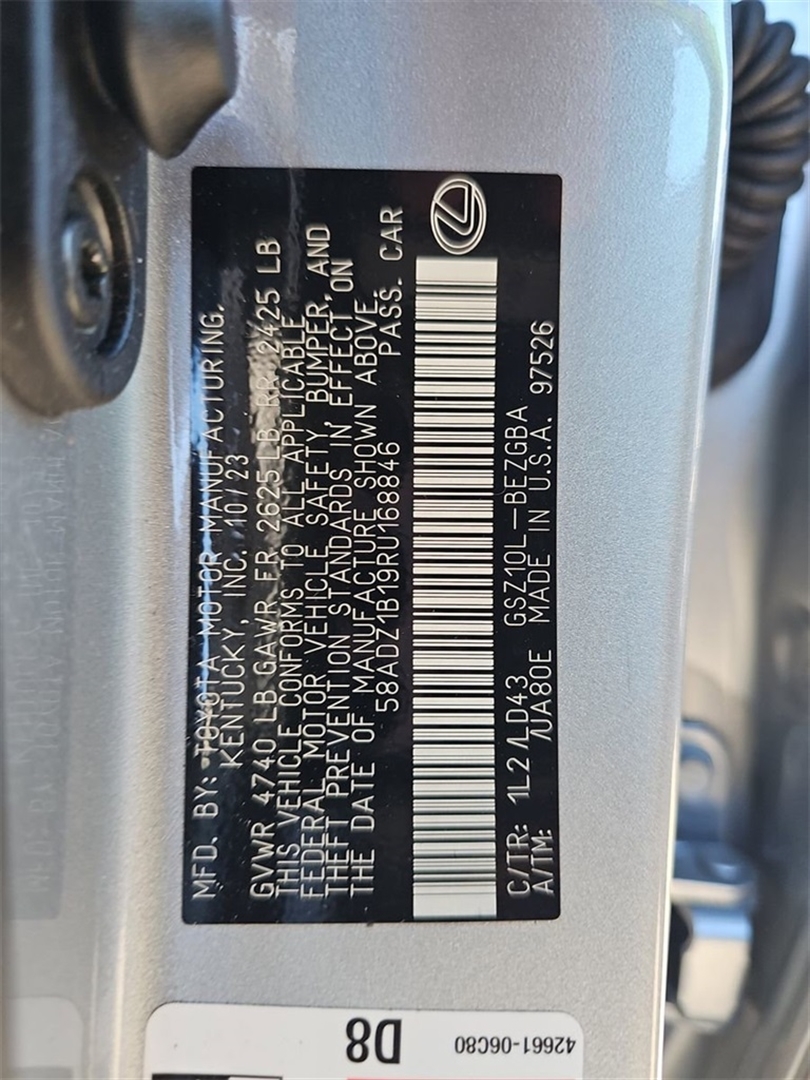 MFD. BY: TOYOTA MOTOR MANUFACTURING,
KENTUCKY, INC. 10/23
GVWR 4740 LB GAWR FR 2625 LB RR 2425 LB
THIS VEHICLE CONFORMS TO ALL APPLICABLE
FEDERAL MOTOR VEHICLE SAFETY, BUMPER, AND
THEFT PREVENTION STANDARDS IN EFFECT ON
THE DATE OF MANUFACTURE SHOWN ABOVE.
58ADZ1B19RU168846 PASS. CAR
C/TR: 1L2/LD43 GSZ10L-BEZGBA
A/TM: /UA80E MADE IN U.S.A. 97526
D8
42661-06C80